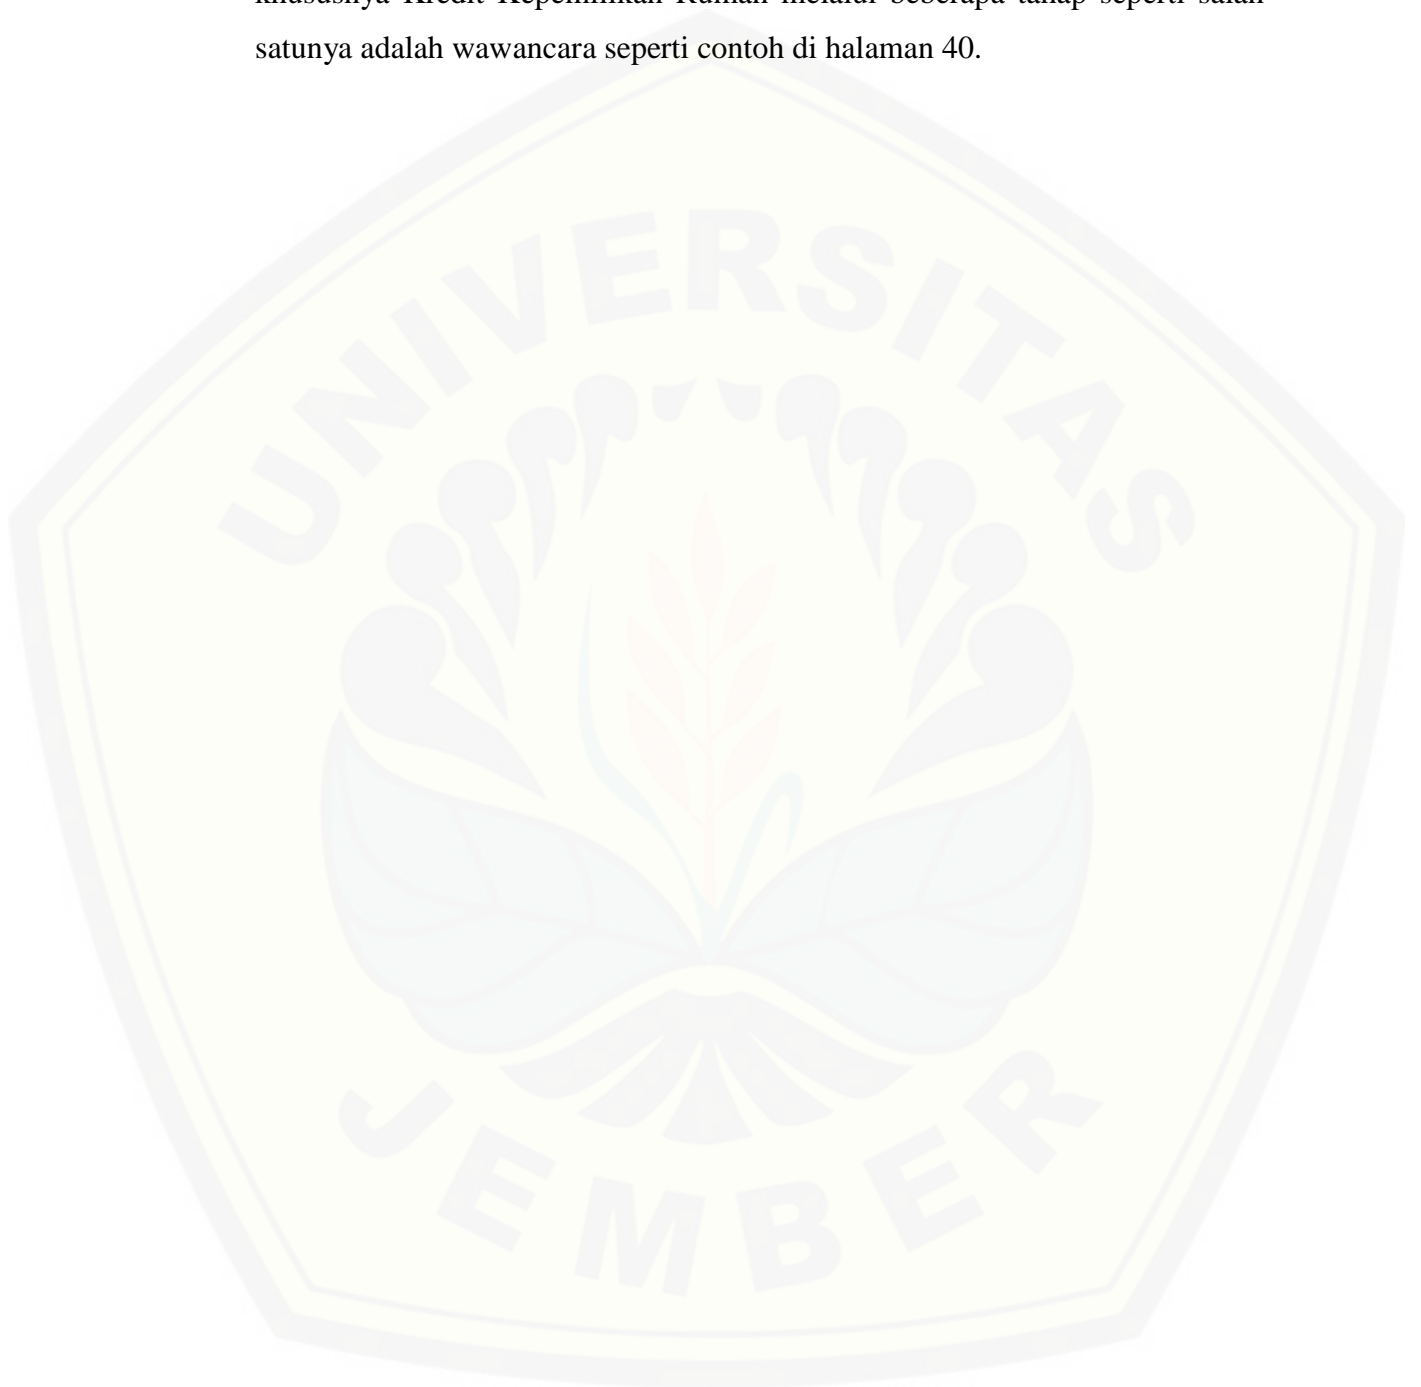 khususnya Kredit Kepemilikan Rumah melalui beberapa tahap seperti salah
satunya adalah wawancara seperti contoh di halaman 40.
UNIVERSITAS
JEMBER